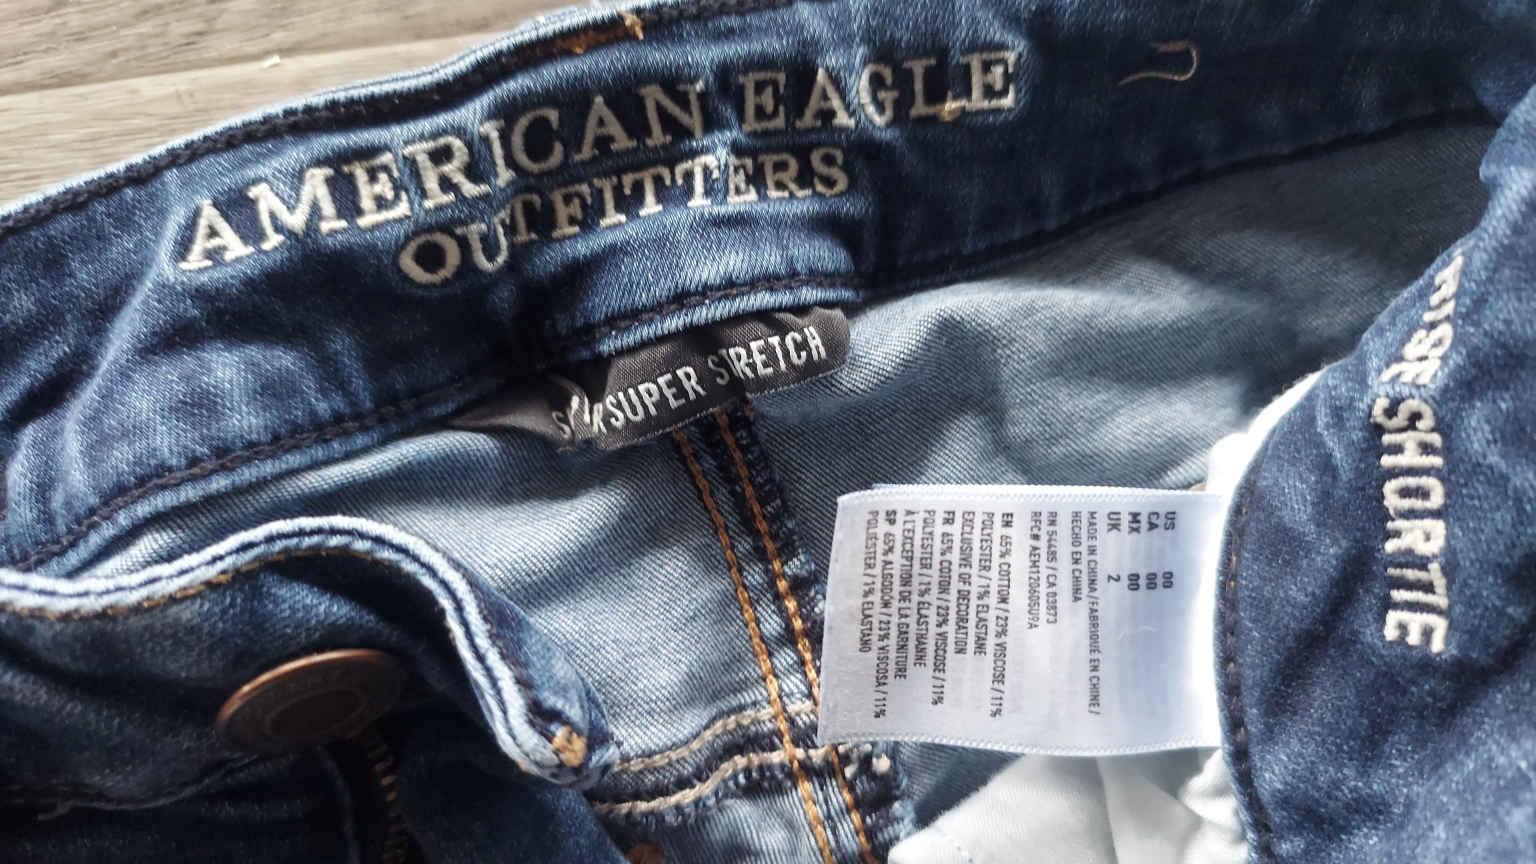 AMERICAN EAGLE
OUTFITTERS
SUPER STRETCH
RISE SHORTIE
US 00
CA 00
MX 00
UK 2
MADE IN CHINA / FABRIQUÉ EN CHINE /
HECHO EN CHINA
RN 54485 / CA 03873
RFC# AEM120605U9A
EN 65% COTTON / 23% VISCOSE / 11%
POLYESTER / 1% ELASTANE
EXCLUSIVE OF DECORATION
FR 65% COTON / 23% VISCOSE / 11%
POLYESTER / 1% ÉLASTHANNE
À L'EXCEPTION DE LA GARNITURE
SP 65% ALGODÓN / 23% VISCOSA / 11%
POLIÉSTER / 1% ELASTANO